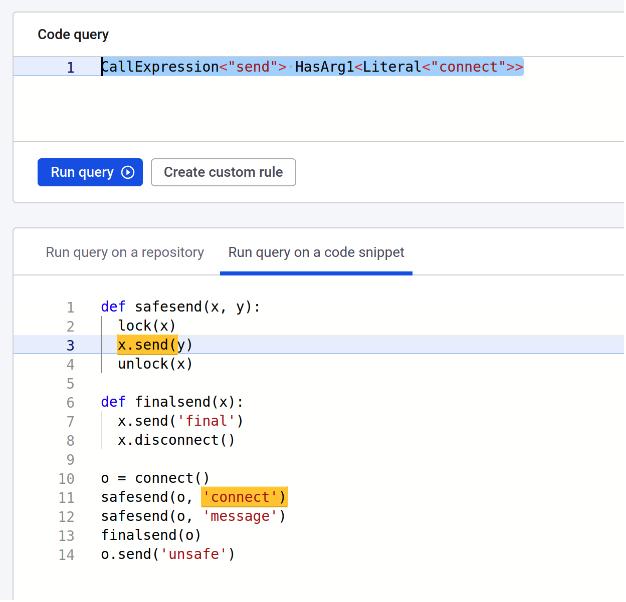 Code query
1 CallExpression<"send"> HasArg1<Literal<"connect">>
Run query
Create custom rule
Run query on a repository
Run query on a code snippet
1 def safesend(x, y):
2 lock(x)
3 x.send(y)
4 unlock(x)
5
6 def finalsend(x):
7 x.send('final')
8 x.disconnect()
9
10 o = connect()
11 safesend(o, 'connect')
12 safesend(o, 'message')
13 finalsend(o)
14 o.send('unsafe')